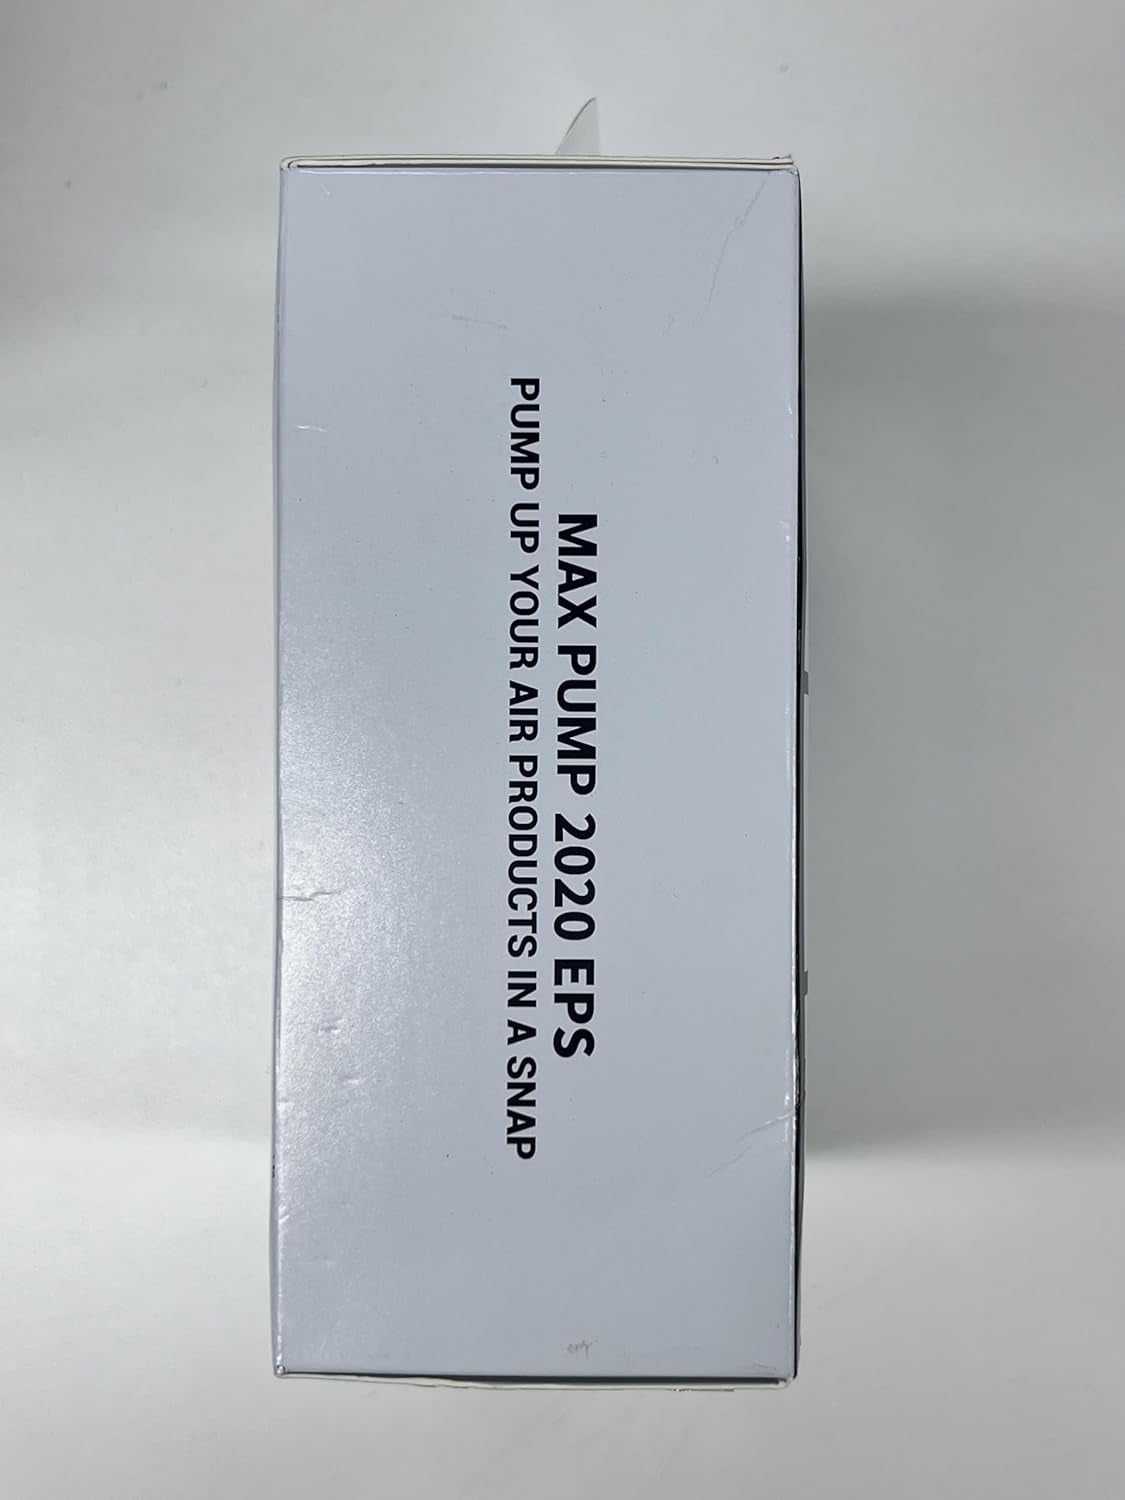 MAX PUMP 2020 EPS
PUMP UP YOUR AIR PRODUCTS IN A SNAP